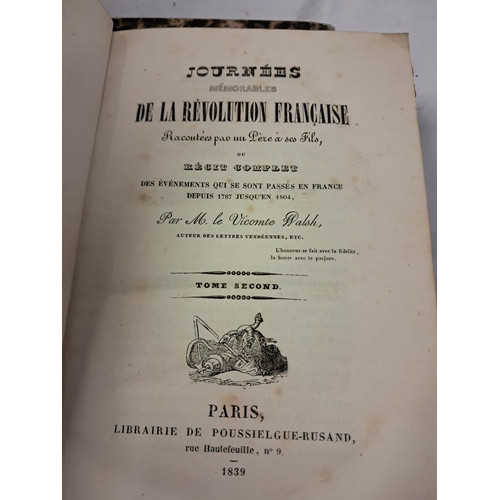 JOURNÉES
MÉMORABLES
DE LA RÉVOLUTION FRANÇAISE
Racontées par un Père à ses Fils,
OU
RÉCIT COMPLET
DES ÉVÉNEMENTS QUI SE SONT PASSÉS EN FRANCE
DEPUIS 1787 JUSQU'EN 1804,
Par M. le Vicomte Walsh,
AUTEUR DES LETTRES VENDÉENNES, ETC.
L'honneur se fait avec la fidélité
la honte avec le parjure.
TOME SECOND.
PARIS,
LIBRAIRIE DE POUSSIELGUE-RUSAND,
rue Hautefeuille, n° 9.
1839